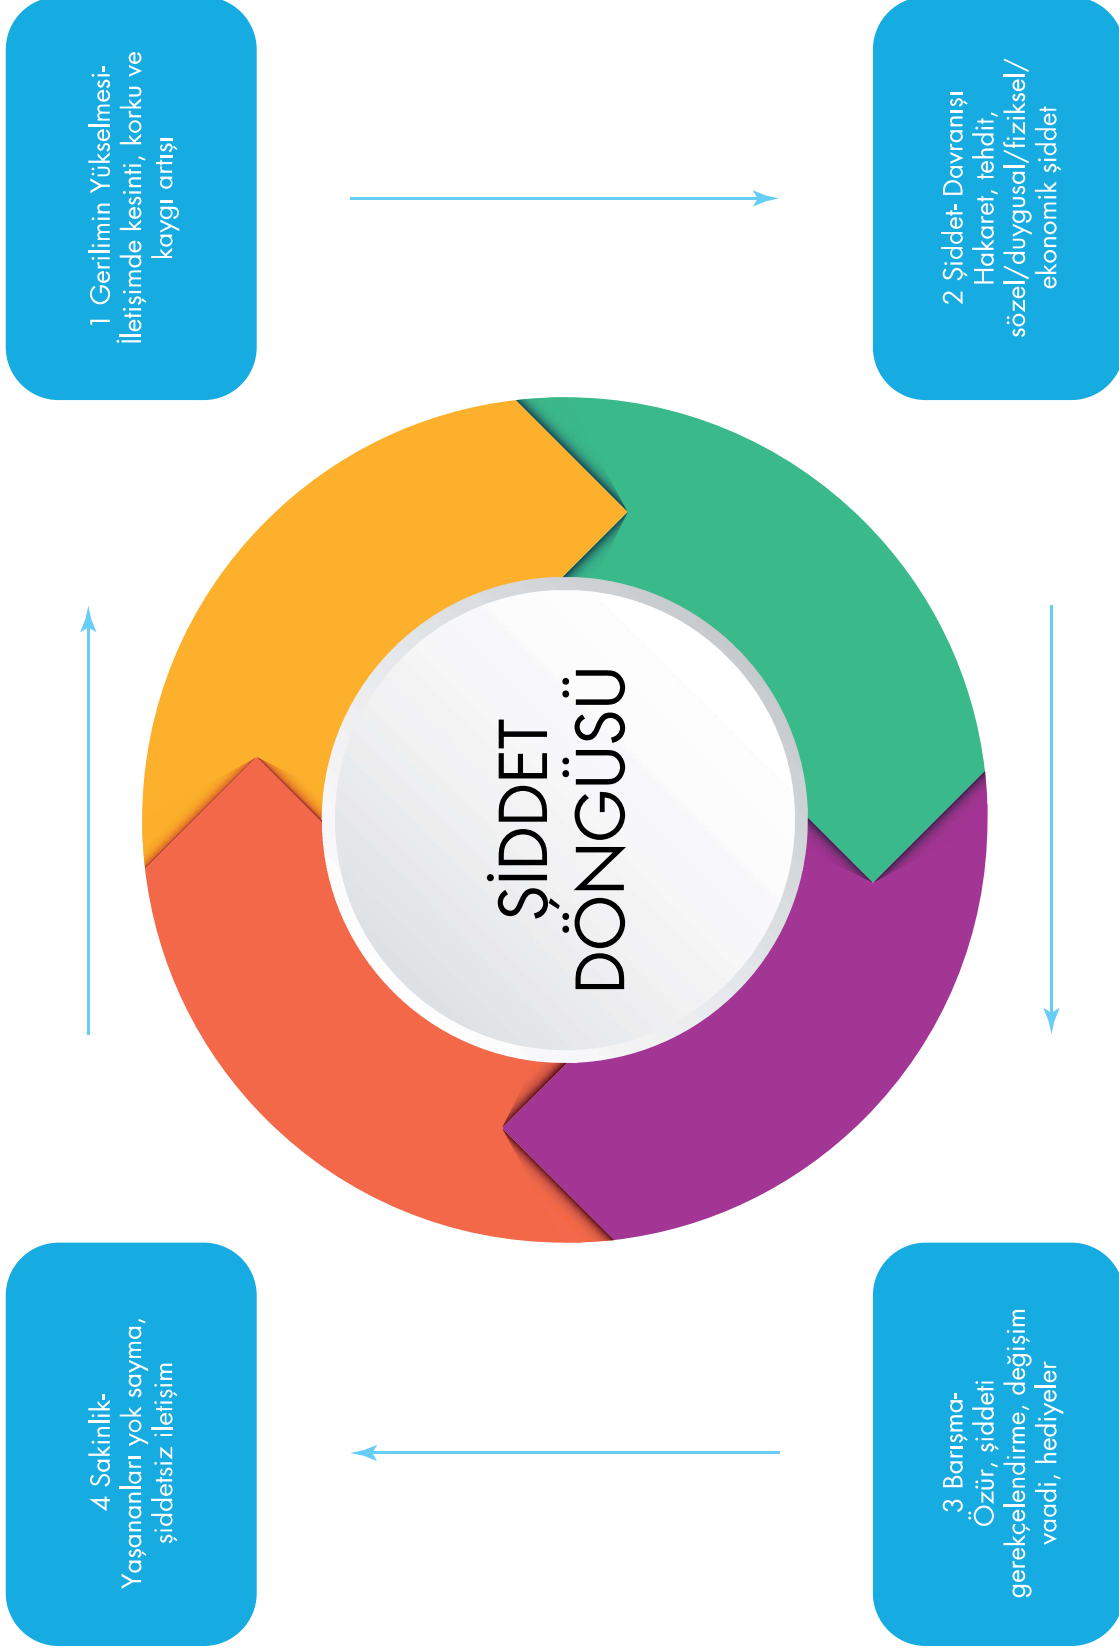 ŞİDDET
DÖNGÜSÜ
1 Gerilimin Yükselmesi-
İletişimde kesinti, korku ve
kaygı artışı
2 Şiddet- Davranışı
Hakaret, tehdit,
sözel/duygusal/fiziksel/
ekonomik şiddet
3 Barışma-
Özür, şiddeti
gerekçelendirme, değişim
vaadi, hediyeler
4 Sakinlik-
Yaşananları yok sayma,
şiddetsiz iletişim